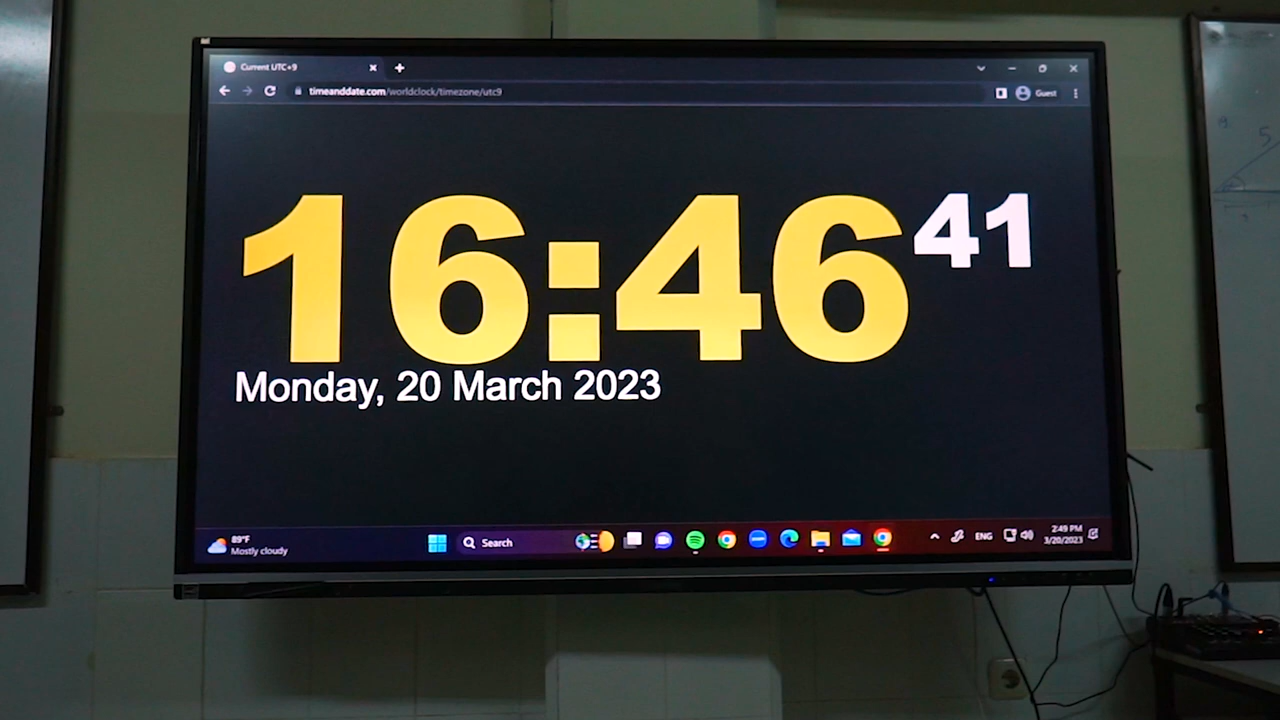 Current UTC+9
timeanddate.com/worldclock/timezone/utc9
Guest
16:46 41
Monday, 20 March 2023
89°F
Mostly cloudy
Search
ENG
2:49 PM
3/20/2023
5